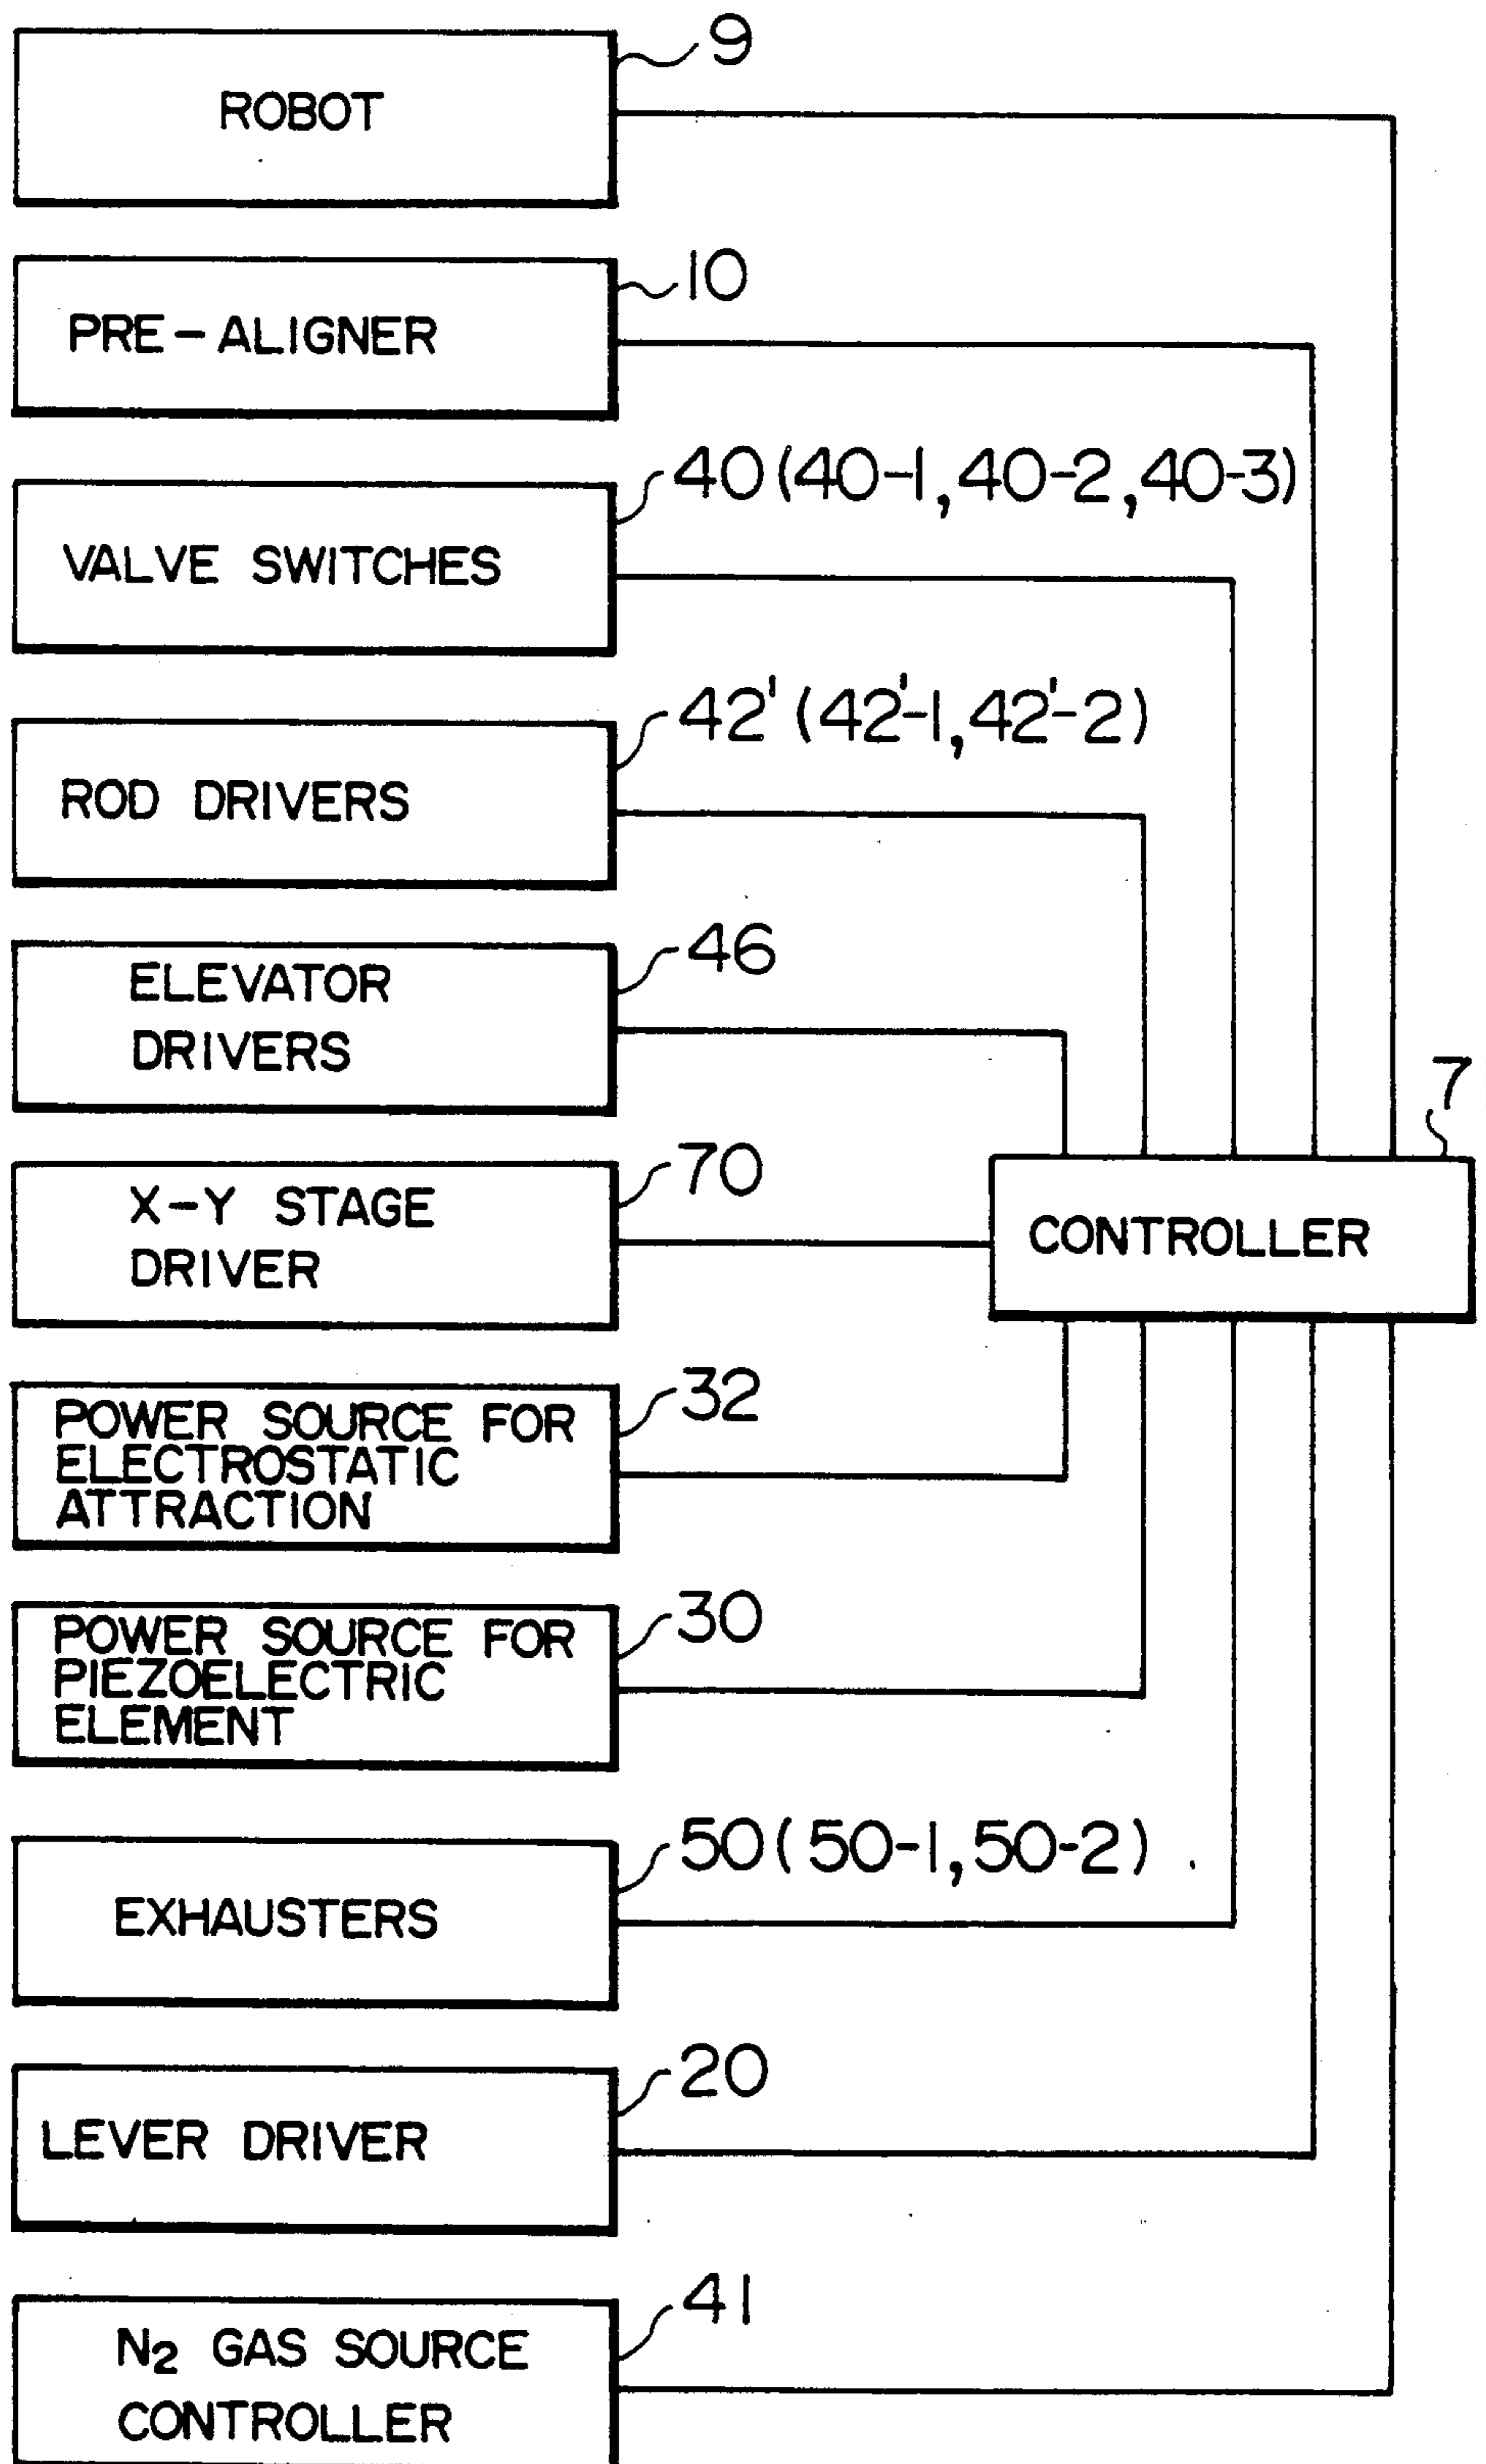 9
ROBOT
10
PRE-ALIGNER
40(40-1,40-2,40-3)
VALVE SWITCHES
42'(42'-1,42'-2)
ROD DRIVERS
46
ELEVATOR
DRIVERS
70
X-Y STAGE
DRIVER
CONTROLLER
32
POWER SOURCE FOR
ELECTROSTATIC
ATTRACTION
30
POWER SOURCE FOR
PIEZOELECTRIC
ELEMENT
50(50-1,50-2)
EXHAUSTERS
20
LEVER DRIVER
41
N2 GAS SOURCE
CONTROLLER